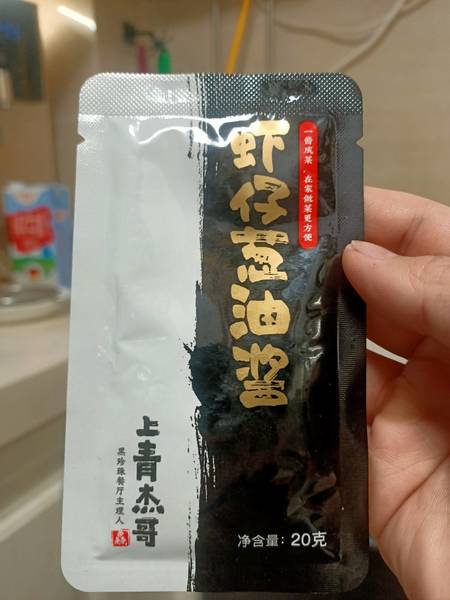 虾仔葱油酱
一酱成菜，在家做菜更方便
上青杰哥
黑珍珠餐厅主理人
净含量：20克